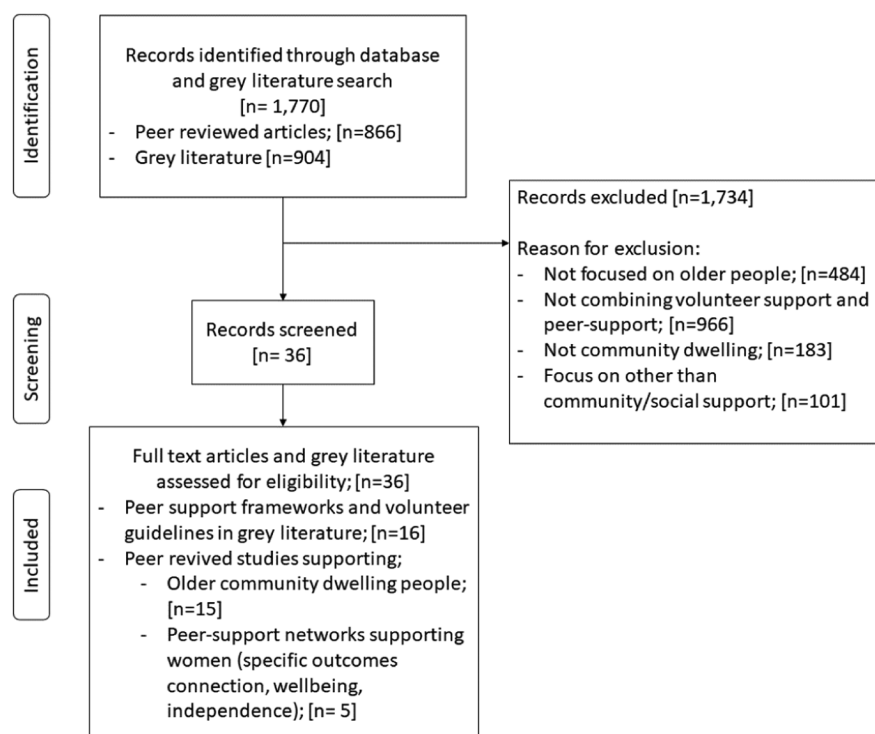 Identification
Records identified through database
and grey literature search
[n= 1,770]
- Peer reviewed articles; [n=866]
- Grey literature [n=904]
Records excluded [n=1,734]
Reason for exclusion:
- Not focused on older people; [n=484]
- Not combining volunteer support and
peer-support; [n=966]
- Not community dwelling; [n=183]
- Focus on other than
community/social support; [n=101]
Screening
Records screened
[n= 36]
Included
Full text articles and grey literature
assessed for eligibility; [n=36]
- Peer support frameworks and volunteer
guidelines in grey literature; [n=16]
- Peer revived studies supporting;
- Older community dwelling people;
[n=15]
- Peer-support networks supporting
women (specific outcomes
connection, wellbeing,
independence); [n= 5]